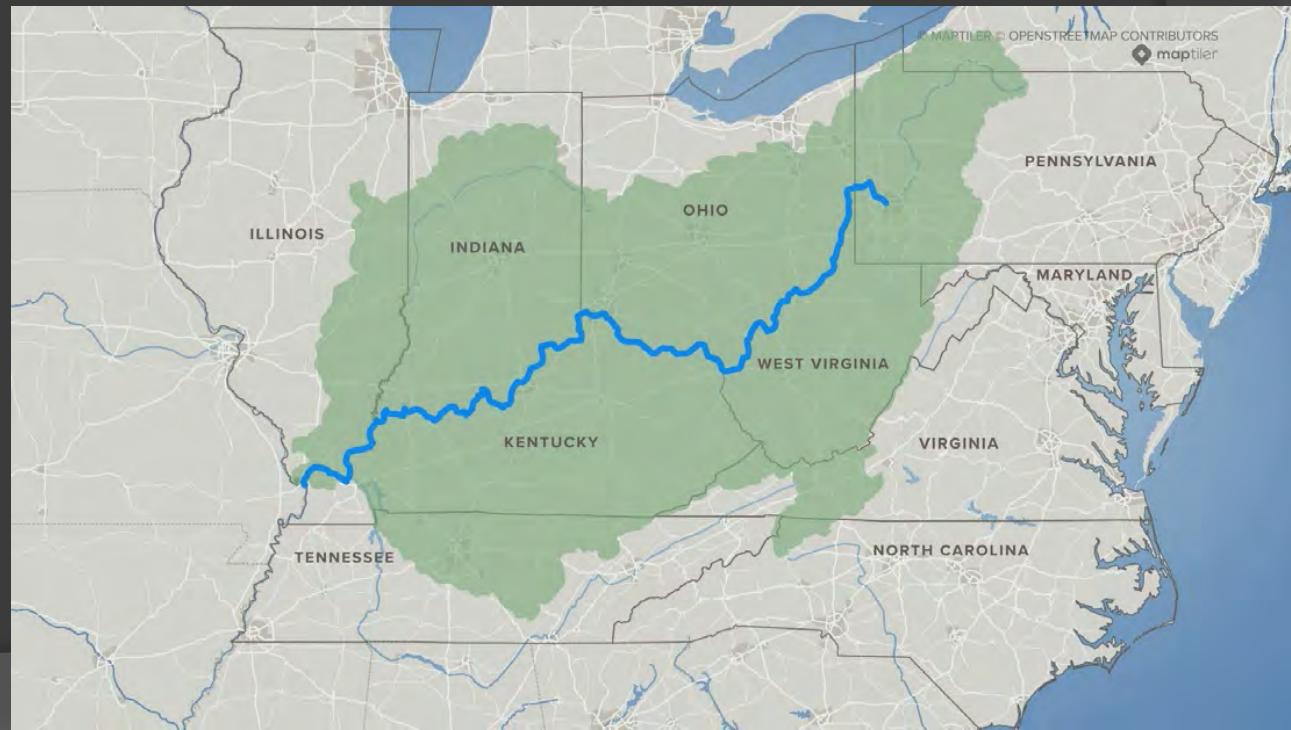 © MAPTILER © OPENSTREETMAP CONTRIBUTORS
maptiler
PENNSYLVANIA
OHIO
ILLINOIS
INDIANA
MARYLAND
WEST VIRGINIA
KENTUCKY
VIRGINIA
TENNESSEE
NORTH CAROLINA